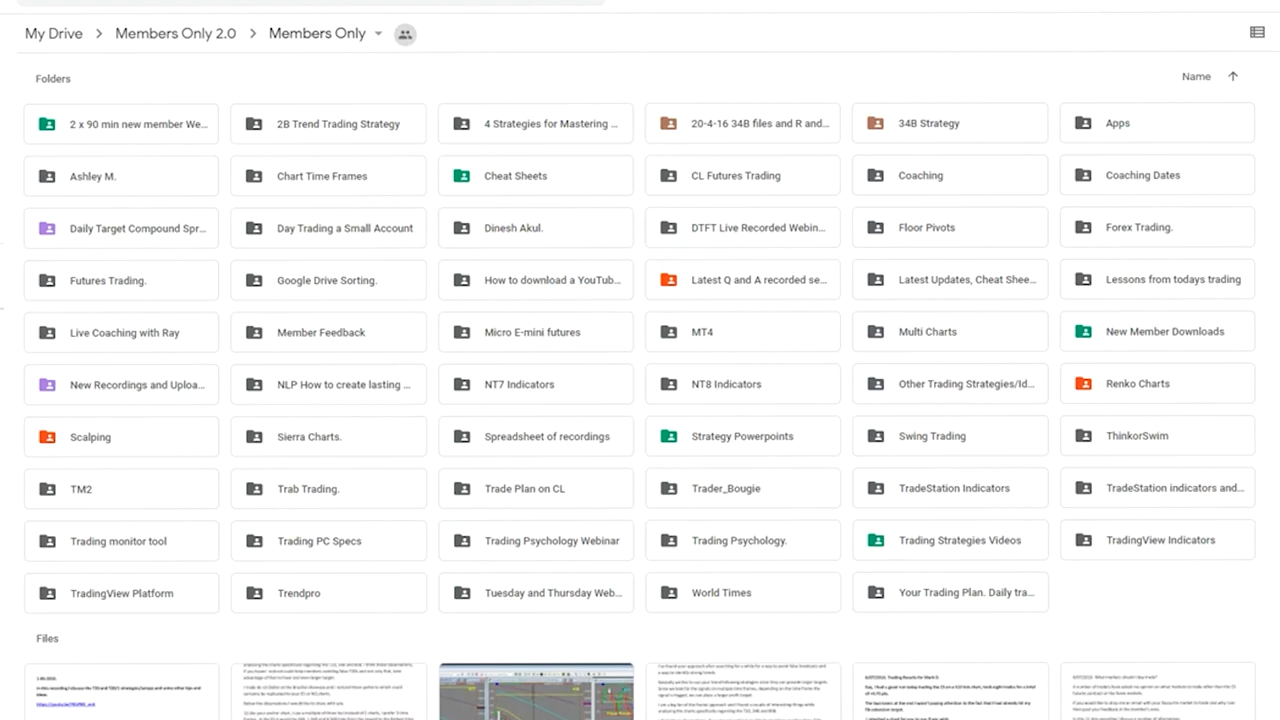 My Drive > Members Only 2.0 > Members Only
Folders
Name
2 x 90 min new member We...
2B Trend Trading Strategy
4 Strategies for Mastering ...
20-4-16 34B files and R and...
34B Strategy
Apps
Ashley M.
Chart Time Frames
Cheat Sheets
CL Futures Trading
Coaching
Coaching Dates
Daily Target Compound Spr...
Day Trading a Small Account
Dinesh Akul.
DTFT Live Recorded Webin...
Floor Pivots
Forex Trading.
Futures Trading.
Google Drive Sorting.
How to download a YouTub...
Latest Q and A recorded se...
Latest Updates, Cheat Shee...
Lessons from todays trading
Live Coaching with Ray
Member Feedback
Micro E-mini futures
MT4
Multi Charts
New Member Downloads
New Recordings and Uploa...
NLP How to create lasting ...
NT7 Indicators
NT8 Indicators
Other Trading Strategies/Id...
Renko Charts
Scalping
Sierra Charts.
Spreadsheet of recordings
Strategy Powerpoints
Swing Trading
ThinkorSwim
TM2
Trab Trading.
Trade Plan on CL
Trader_Bougie
TradeStation Indicators
TradeStation indicators and...
Trading monitor tool
Trading PC Specs
Trading Psychology Webinar
Trading Psychology.
Trading Strategies Videos
TradingView Indicators
TradingView Platform
Trendpro
Tuesday and Thursday Web...
World Times
Your Trading Plan. Daily tra...
Files